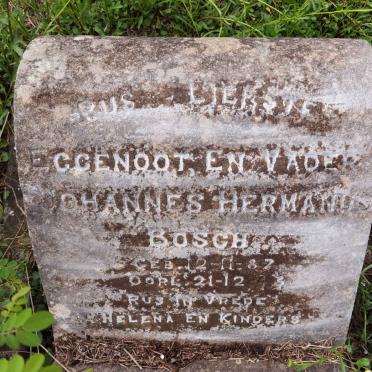 RUS LIEFSTE
EGGENOOT EN VADER
JOHANNES HERMANUS
BOSCH
GEB. 12.11.87
OORL. 21-12
RUS IN VREDE
HELENA EN KINDERS